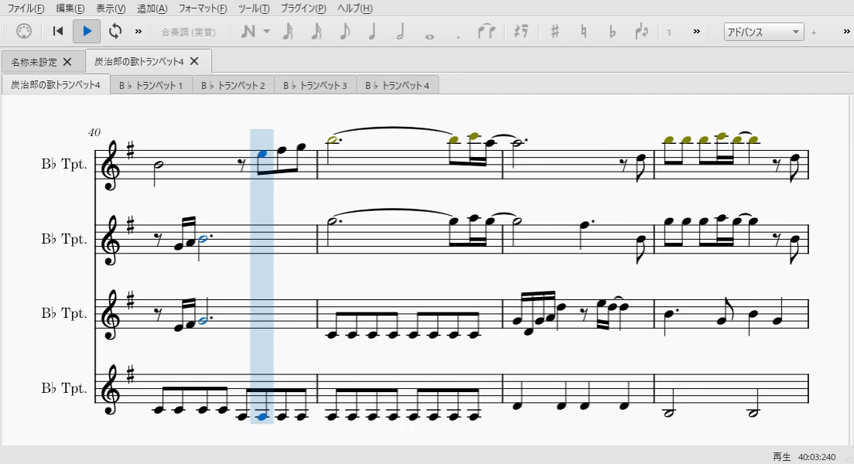 ファイル(F) 編集(E) 表示(V) 追加(A) フォーマット(F) ツール(T) プラグイン(P) ヘルプ(H)
» 合奏調 (実音) N 1 » アドバンス + »
名称未設定 × 炭治郎の歌トランペット4 ×
炭治郎の歌トランペット4 B♭ トランペット 1 B♭ トランペット 2 B♭ トランペット 3 B♭ トランペット 4
40
B♭ Tpt.
B♭ Tpt.
B♭ Tpt.
B♭ Tpt.
再生 40:03:240